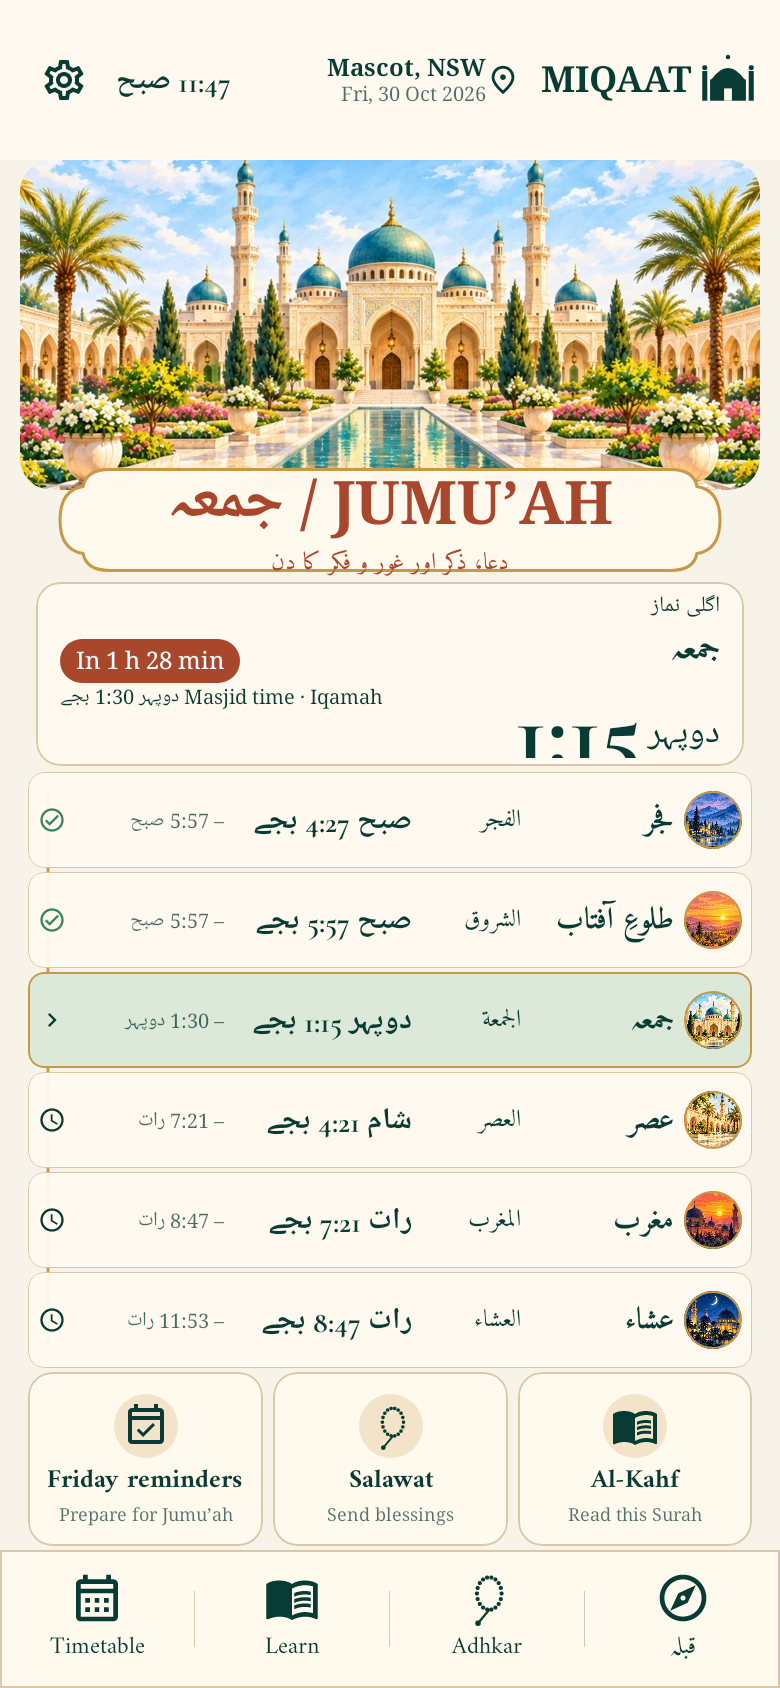 MIQAAT
Mascot, NSW
Fri, 30 Oct 2026
11:47 صبح
جمعہ / JUMU’AH
دعا، ذکر اور غور و فکر کا دن
اگلی نماز
جمعہ
In 1 h 28 min
Masjid time · Iqamah دوپہر 1:30 بجے
دوپہر 1:15
فجر الفجر صبح 4:27 بجے – 5:57 صبح
طلوعِ آفتاب الشروق صبح 5:57 بجے – 5:57 صبح
جمعہ الجمعة دوپہر 1:15 بجے – 1:30 دوپہر
عصر العصر شام 4:21 بجے – 7:21 رات
مغرب المغرب رات 7:21 بجے – 8:47 رات
عشاء العشاء رات 8:47 بجے – 11:53 رات
Al-Kahf
Read this Surah
Salawat
Send blessings
Friday reminders
Prepare for Jumu’ah
قبلہ
Adhkar
Learn
Timetable